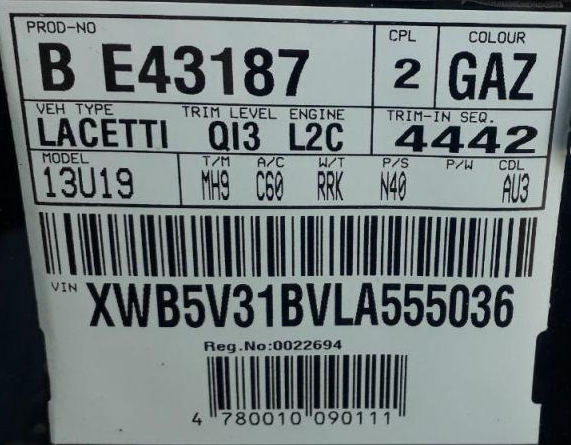 PROD-NO CPL COLOUR
B E43187 2 GAZ
VEH TYPE TRIM LEVEL ENGINE TRIM-IN SEQ.
LACETTI QI3 L2C 4442
MODEL T/M A/C W/T P/S P/W CDL
13U19 MH9 C60 RRK N40 AU3
VIN XWB5V31BVLA555036
Reg.No:0022694
4 780010 090111